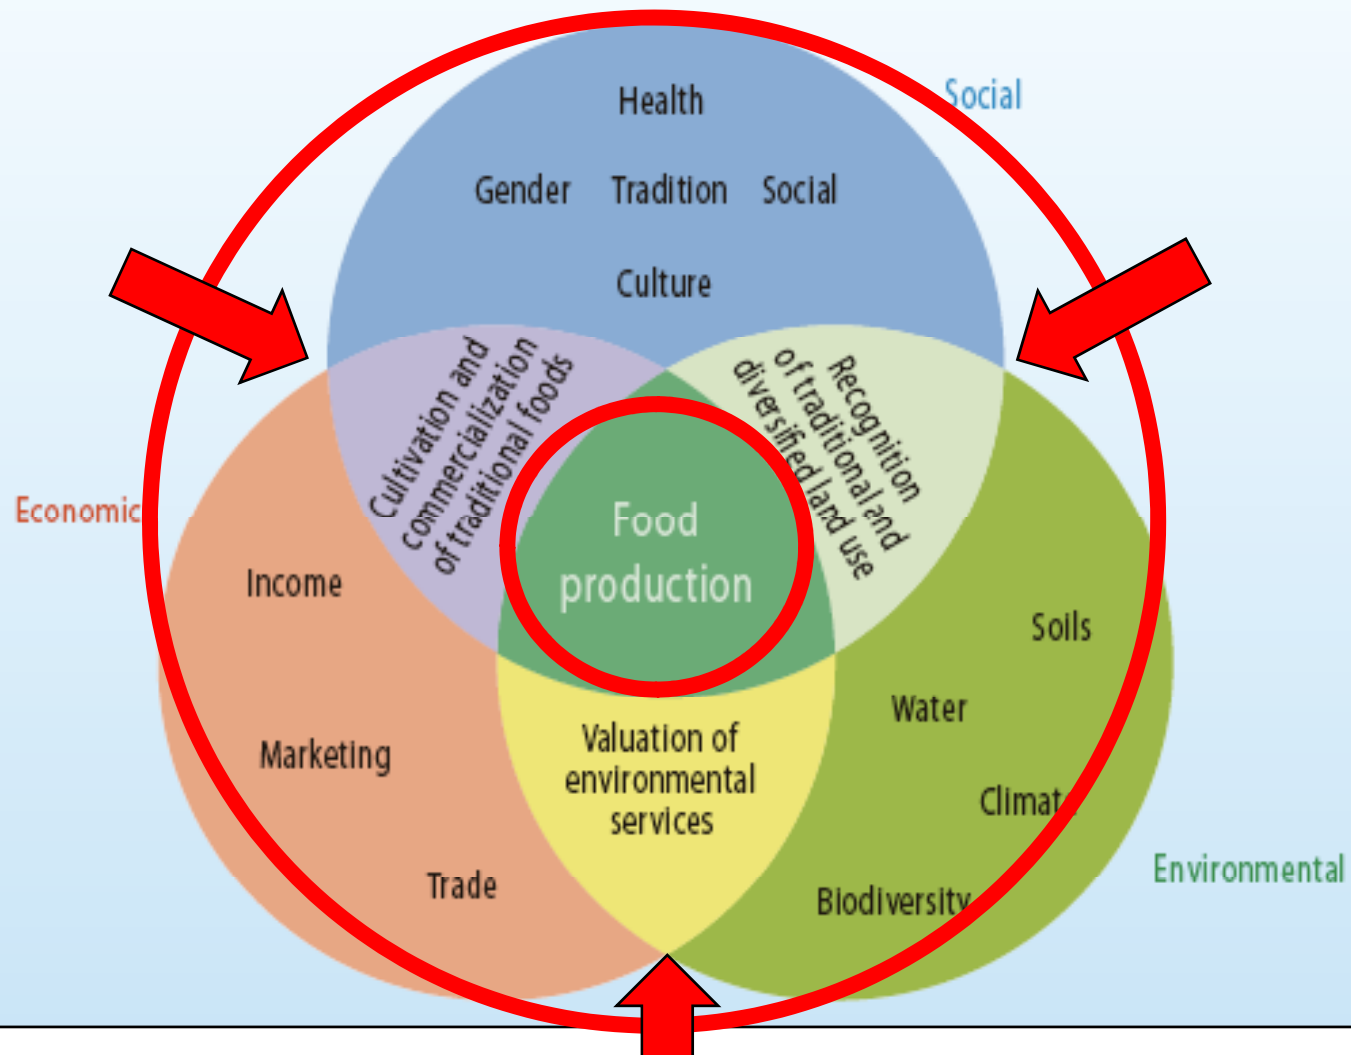 Health
Social
Gender Tradition Social
Culture
Cultivation and
commercialization
of traditional foods
Recognition
of traditional and
diversified land use
Economic
Food
production
Income
Soils
Water
Marketing
Valuation of
environmental
services
Climate
Trade
Biodiversity
Environmental